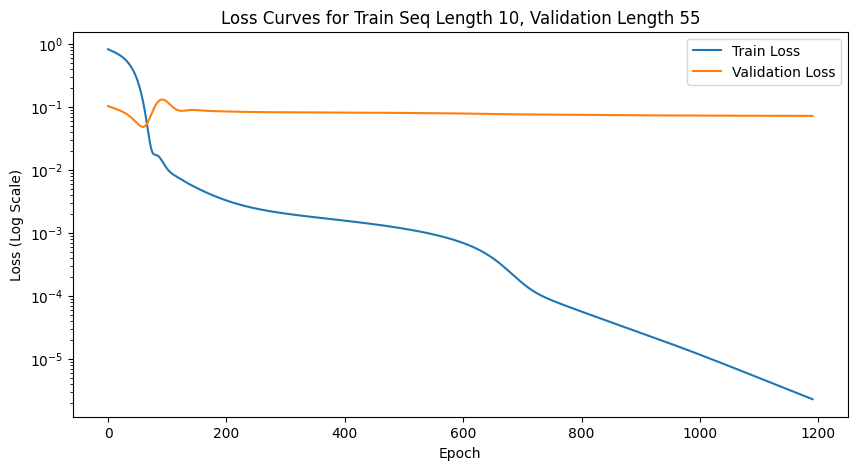 Loss Curves for Train Seq Length 10, Validation Length 55
Train Loss
Validation Loss
Loss (Log Scale)
10⁰
10⁻¹
10⁻²
10⁻³
10⁻⁴
10⁻⁵
0 200 400 600 800 1000 1200
Epoch